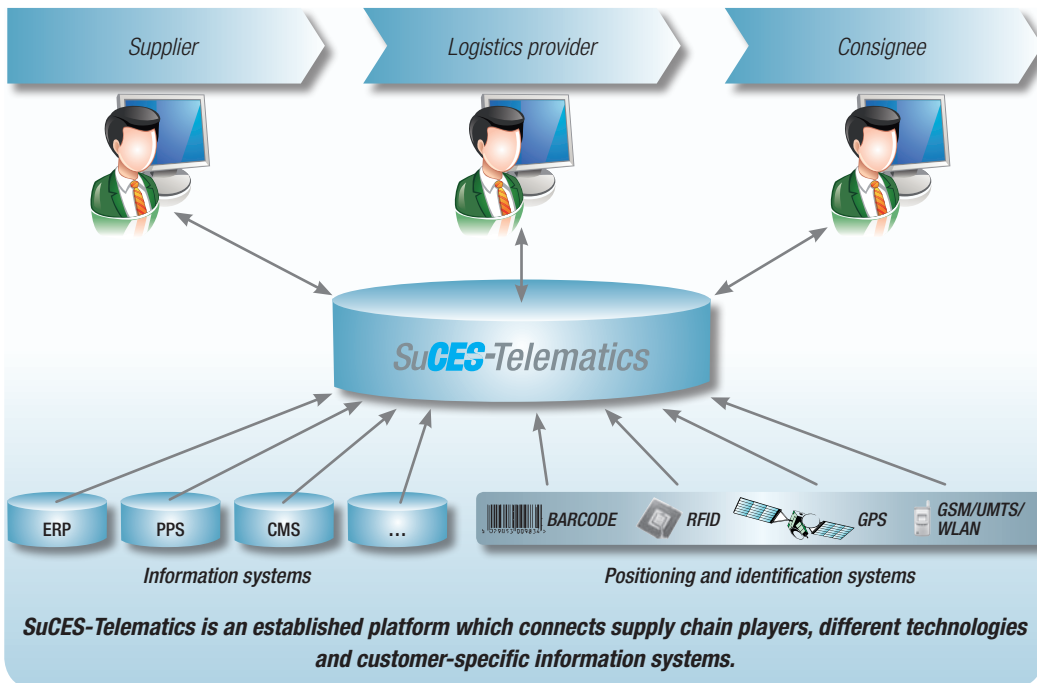 Supplier
Logistics provider
Consignee
SuCES-Telematics
ERP
PPS
CMS
...
BARCODE
RFID
GPS
GSM/UMTS/
WLAN
Information systems
Positioning and identification systems
SuCES-Telematics is an established platform which connects supply chain players, different technologies
and customer-specific information systems.